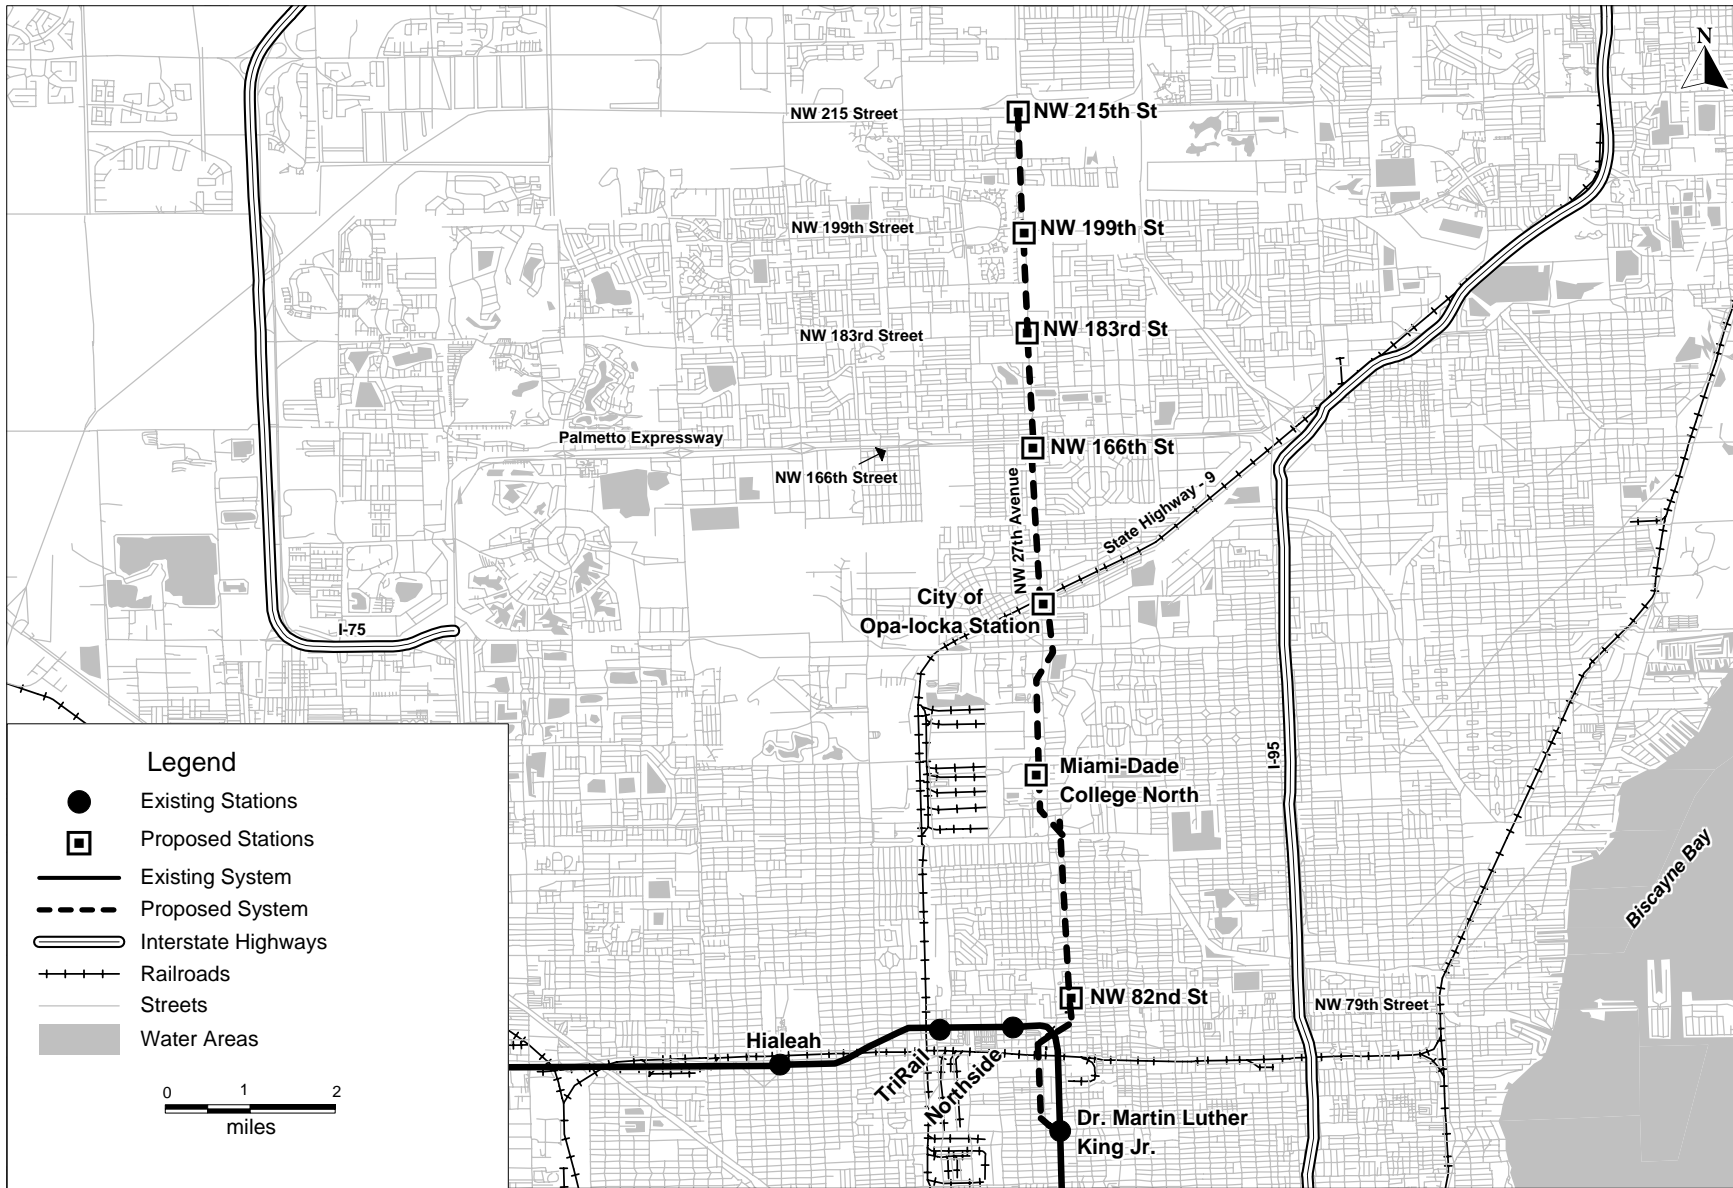 N
NW 215 Street
NW 215th St
NW 199th Street
NW 199th St
NW 183rd Street
NW 183rd St
Palmetto Expressway
NW 166th St
NW 166th Street
NW 27th Avenue
State Highway - 9
City of
Opa-locka Station
I-75
I-95
Miami-Dade
College North
Biscayne Bay
NW 82nd St
NW 79th Street
Hialeah
TriRail
Northside
Dr. Martin Luther
King Jr.
Legend
Existing Stations
Proposed Stations
Existing System
Proposed System
Interstate Highways
Railroads
Streets
Water Areas
0 1 2
miles